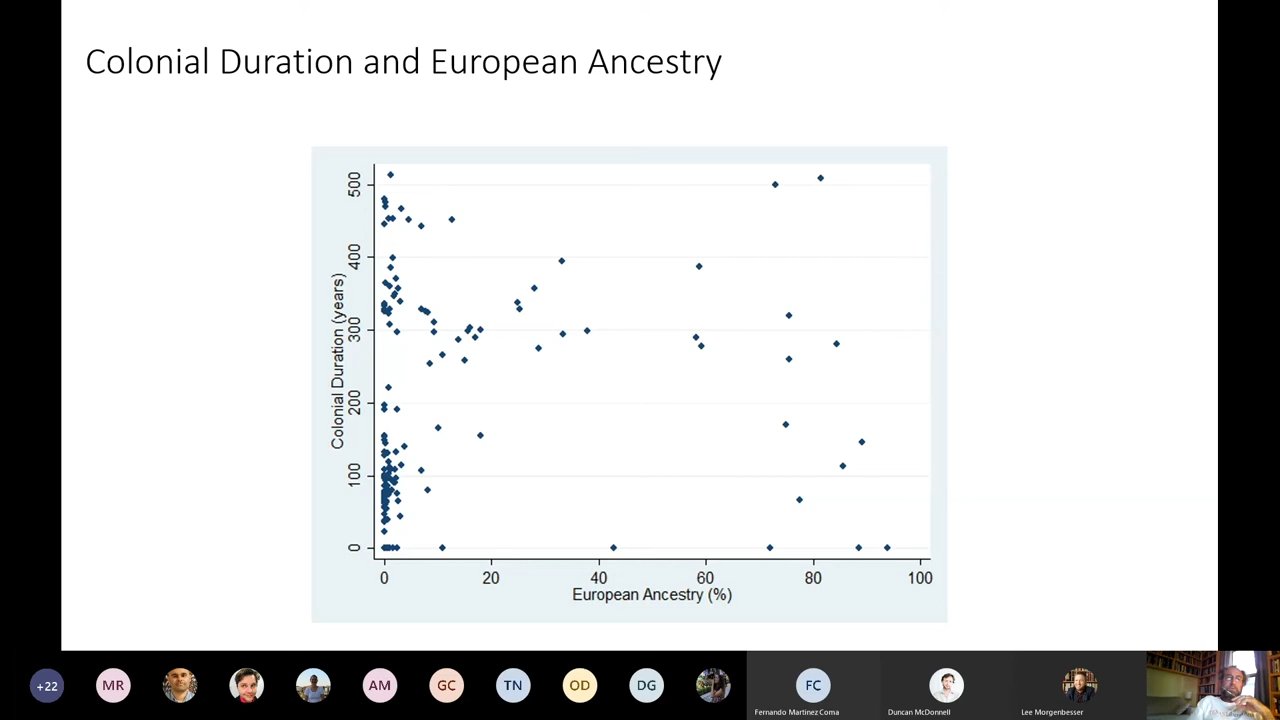 Colonial Duration and European Ancestry
500
400
300
200
100
0
Colonial Duration (years)
0 20 40 60 80 100
European Ancestry (%)
+22 MR AM GC TN OD DG FC
Fernando Martinez Coma Duncan McDonnell Lee Morgenbesser